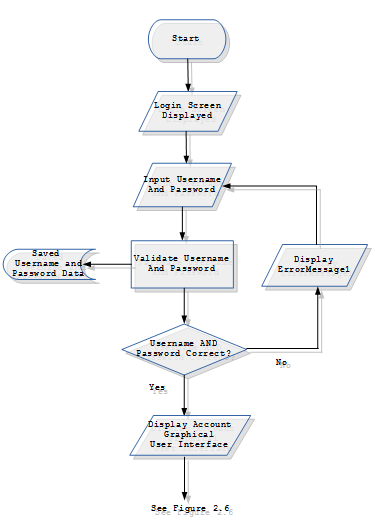 Start
Login Screen
Displayed
Input Username
And Password
Saved
Username and
Password Data
Validate Username
And Password
Display
ErrorMessage1
Username AND
Password Correct?
No
Yes
Display Account
Graphical
User Interface
See Figure 2.6